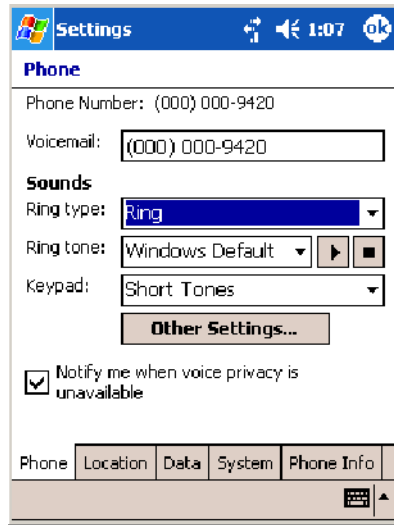 Settings 1:07 ok
Phone
Phone Number: (000) 000-9420
Voicemail: (000) 000-9420
Sounds
Ring type: Ring
Ring tone: Windows Default
Keypad: Short Tones
Other Settings...
Notify me when voice privacy is
unavailable
Phone Location Data System Phone Info